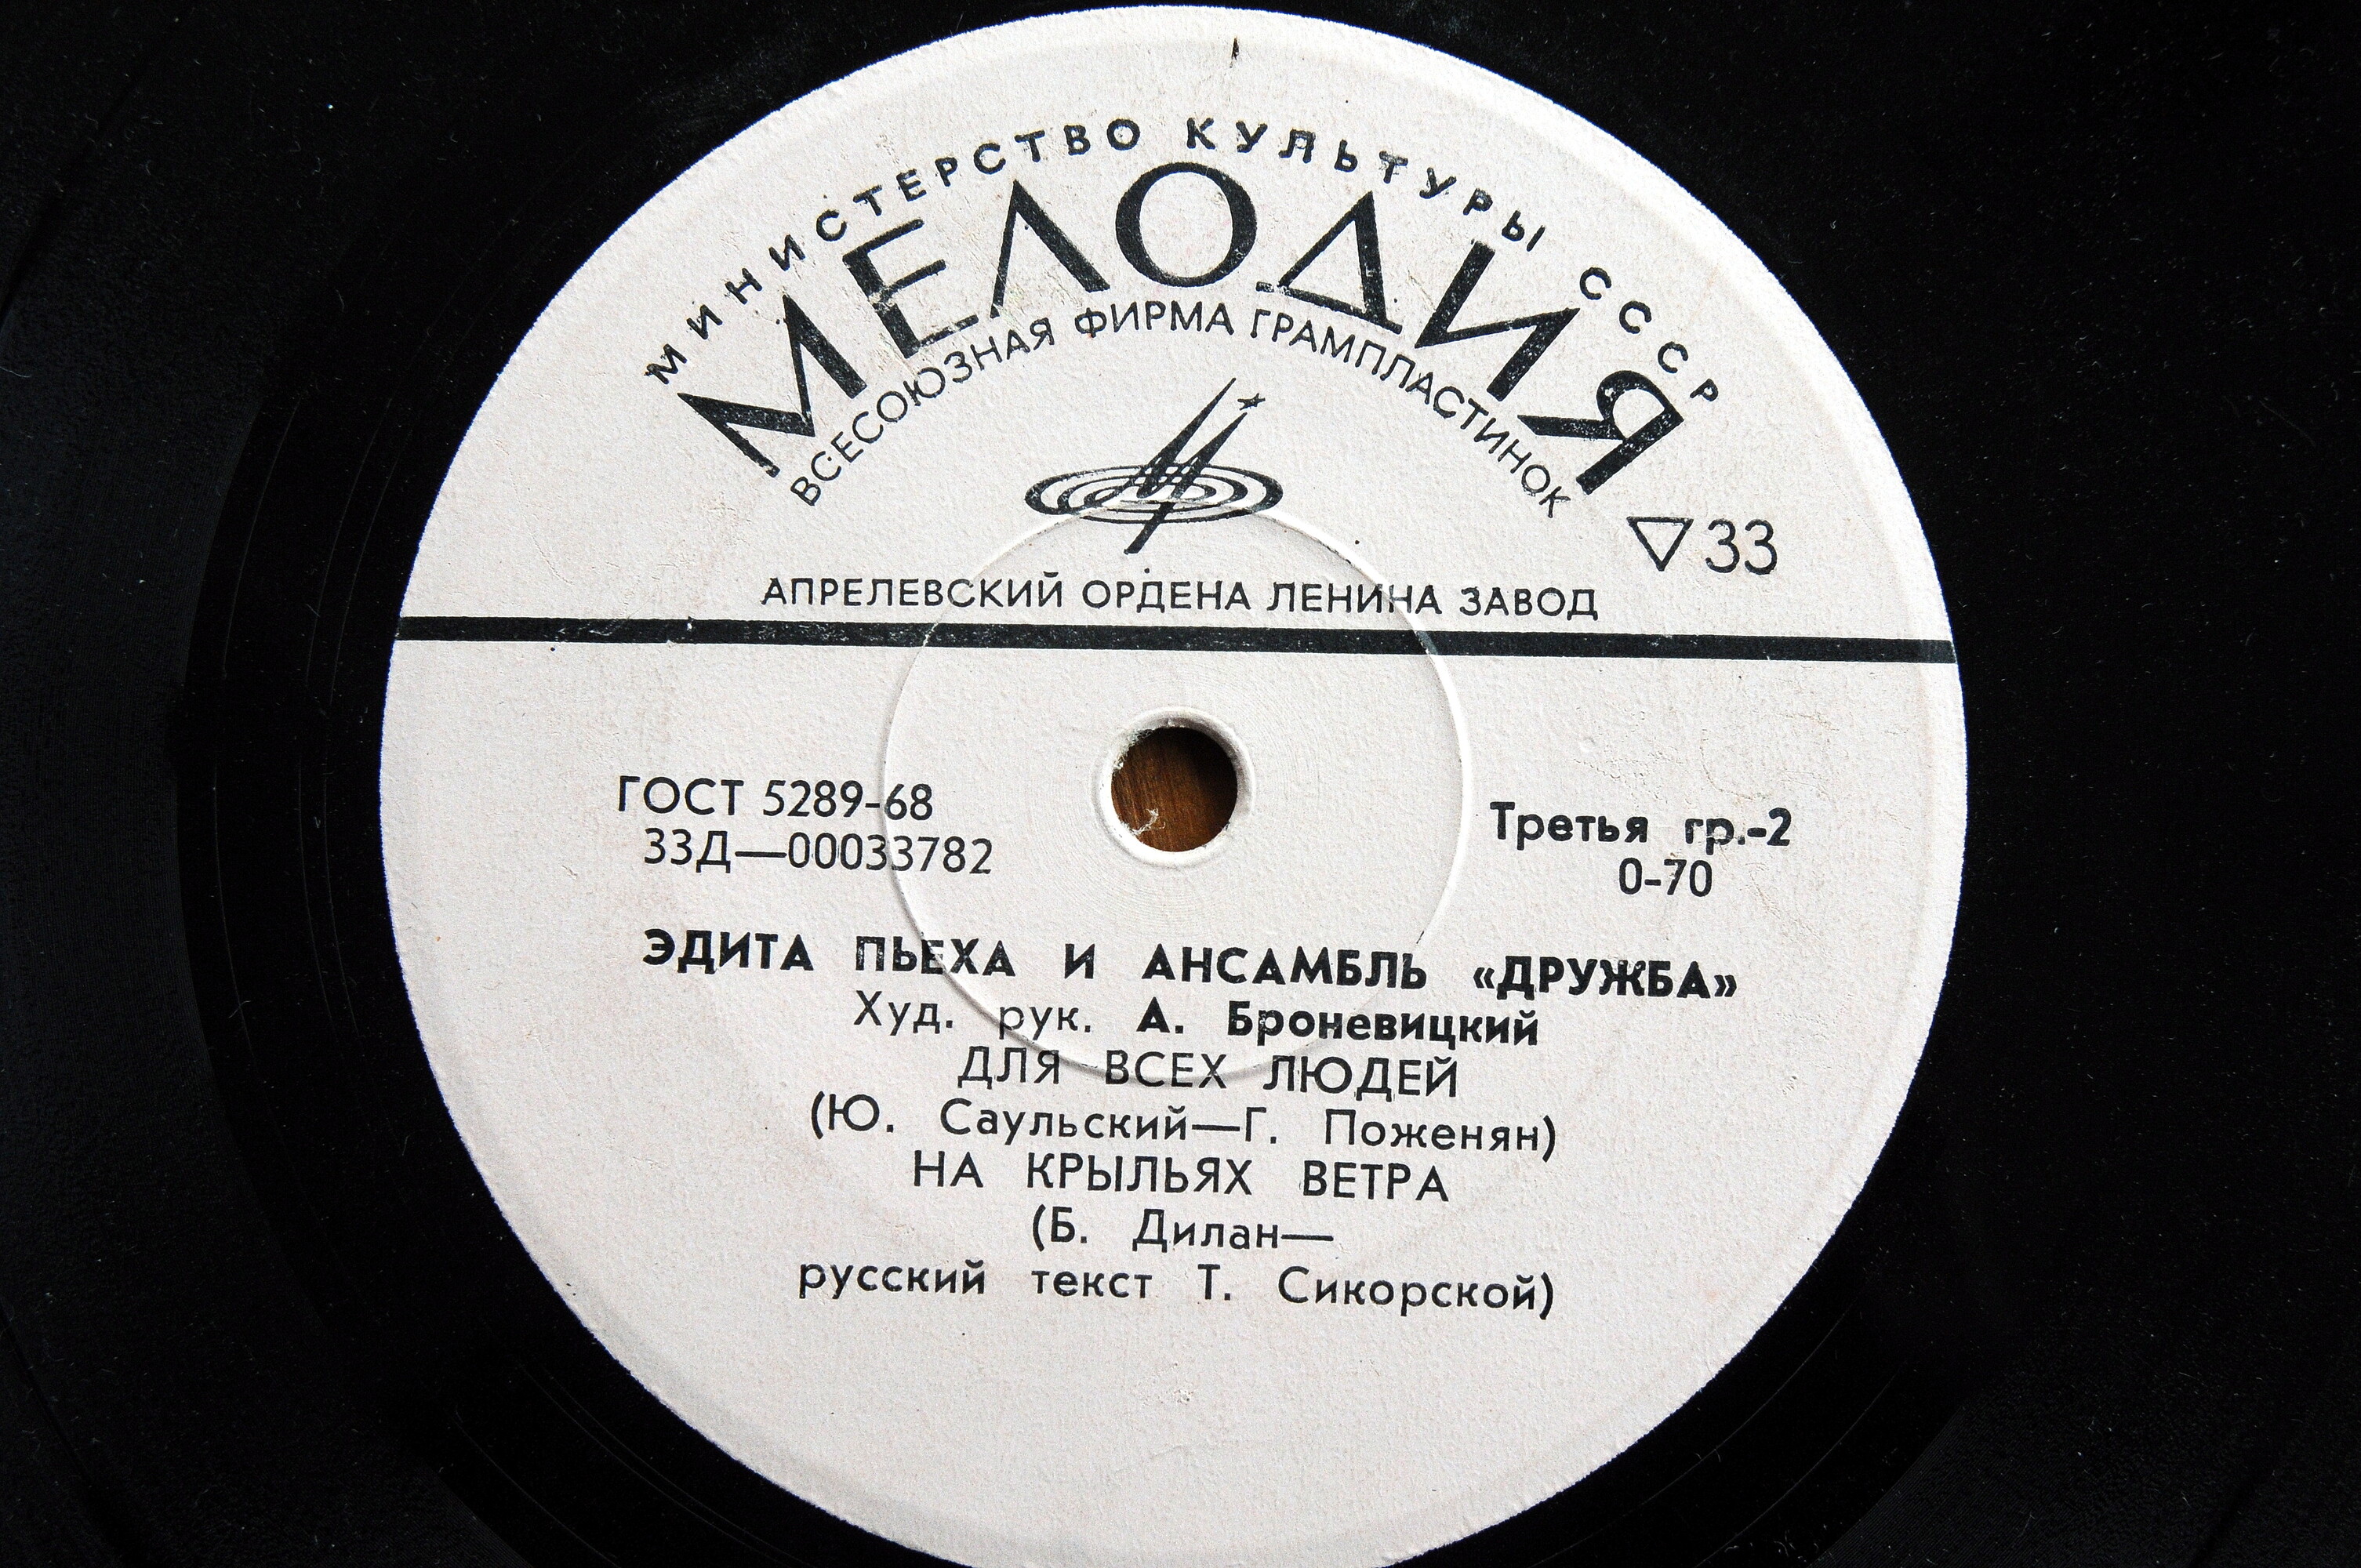 МИНИСТЕРСТВО КУЛЬТУРЫ СССР
МЕЛОДИЯ
ВСЕСОЮЗНАЯ ФИРМА ГРАМПЛАСТИНОК
33
АПРЕЛЕВСКИЙ ОРДЕНА ЛЕНИНА ЗАВОД
ГОСТ 5289-68
33Д—00033782
Третья гр.-2
0-70
ЭДИТА ПЬЕХА И АНСАМБЛЬ «ДРУЖБА»
Худ. рук. А. Броневицкий
ДЛЯ ВСЕХ ЛЮДЕЙ
(Ю. Саульский—Г. Поженян)
НА КРЫЛЬЯХ ВЕТРА
(Б. Дилан—
русский текст Т. Сикорской)